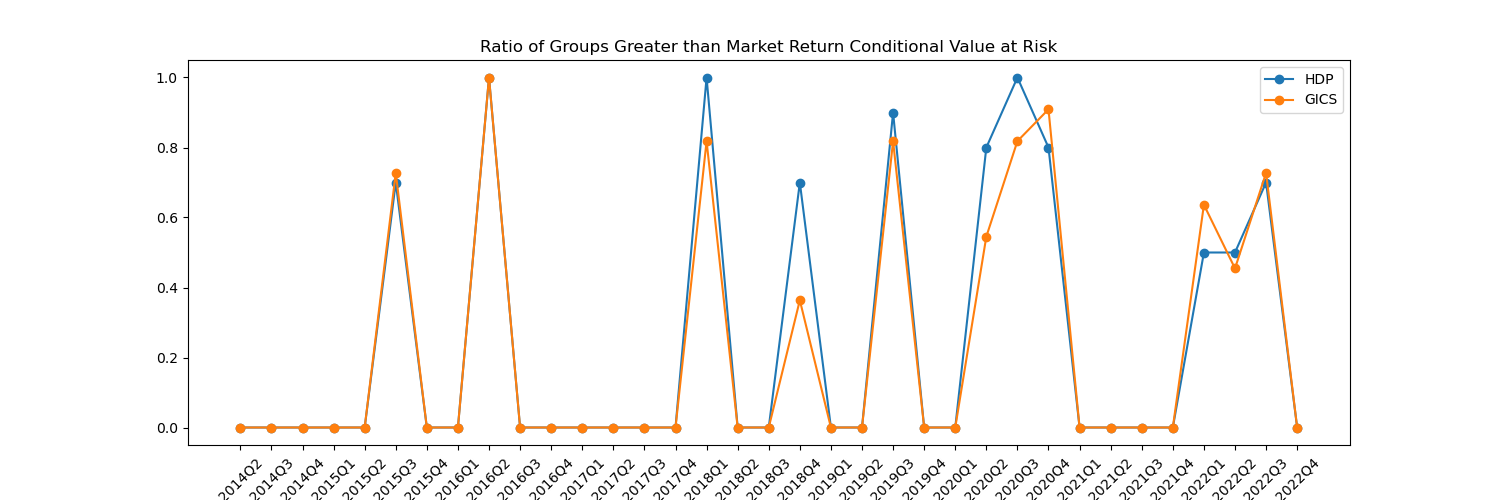 Ratio of Groups Greater than Market Return Conditional Value at Risk
HDP
GICS
1.0
0.8
0.6
0.4
0.2
0.0
2014Q2
2014Q3
2014Q4
2015Q1
2015Q2
2015Q3
2015Q4
2016Q1
2016Q2
2016Q3
2016Q4
2017Q1
2017Q2
2017Q3
2017Q4
2018Q1
2018Q2
2018Q3
2018Q4
2019Q1
2019Q2
2019Q3
2019Q4
2020Q1
2020Q2
2020Q3
2020Q4
2021Q1
2021Q2
2021Q3
2021Q4
2022Q1
2022Q2
2022Q3
2022Q4